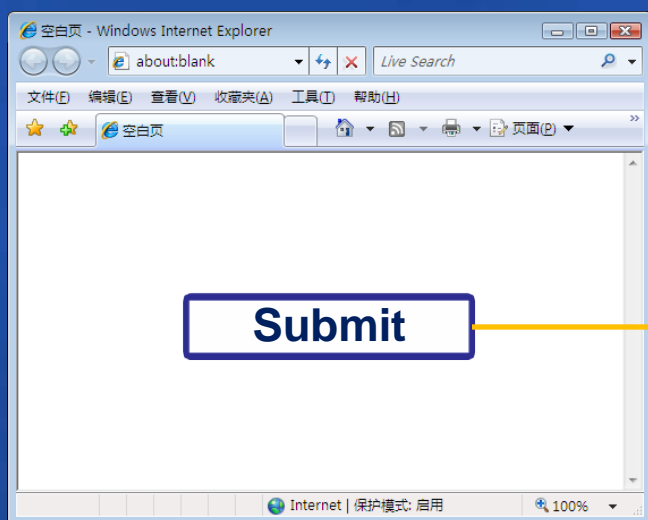 空白页 - Windows Internet Explorer
about:blank Live Search
文件(F) 编辑(E) 查看(V) 收藏夹(A) 工具(T) 帮助(H)
空白页 页面(P)
Submit
Internet | 保护模式: 启用 100%